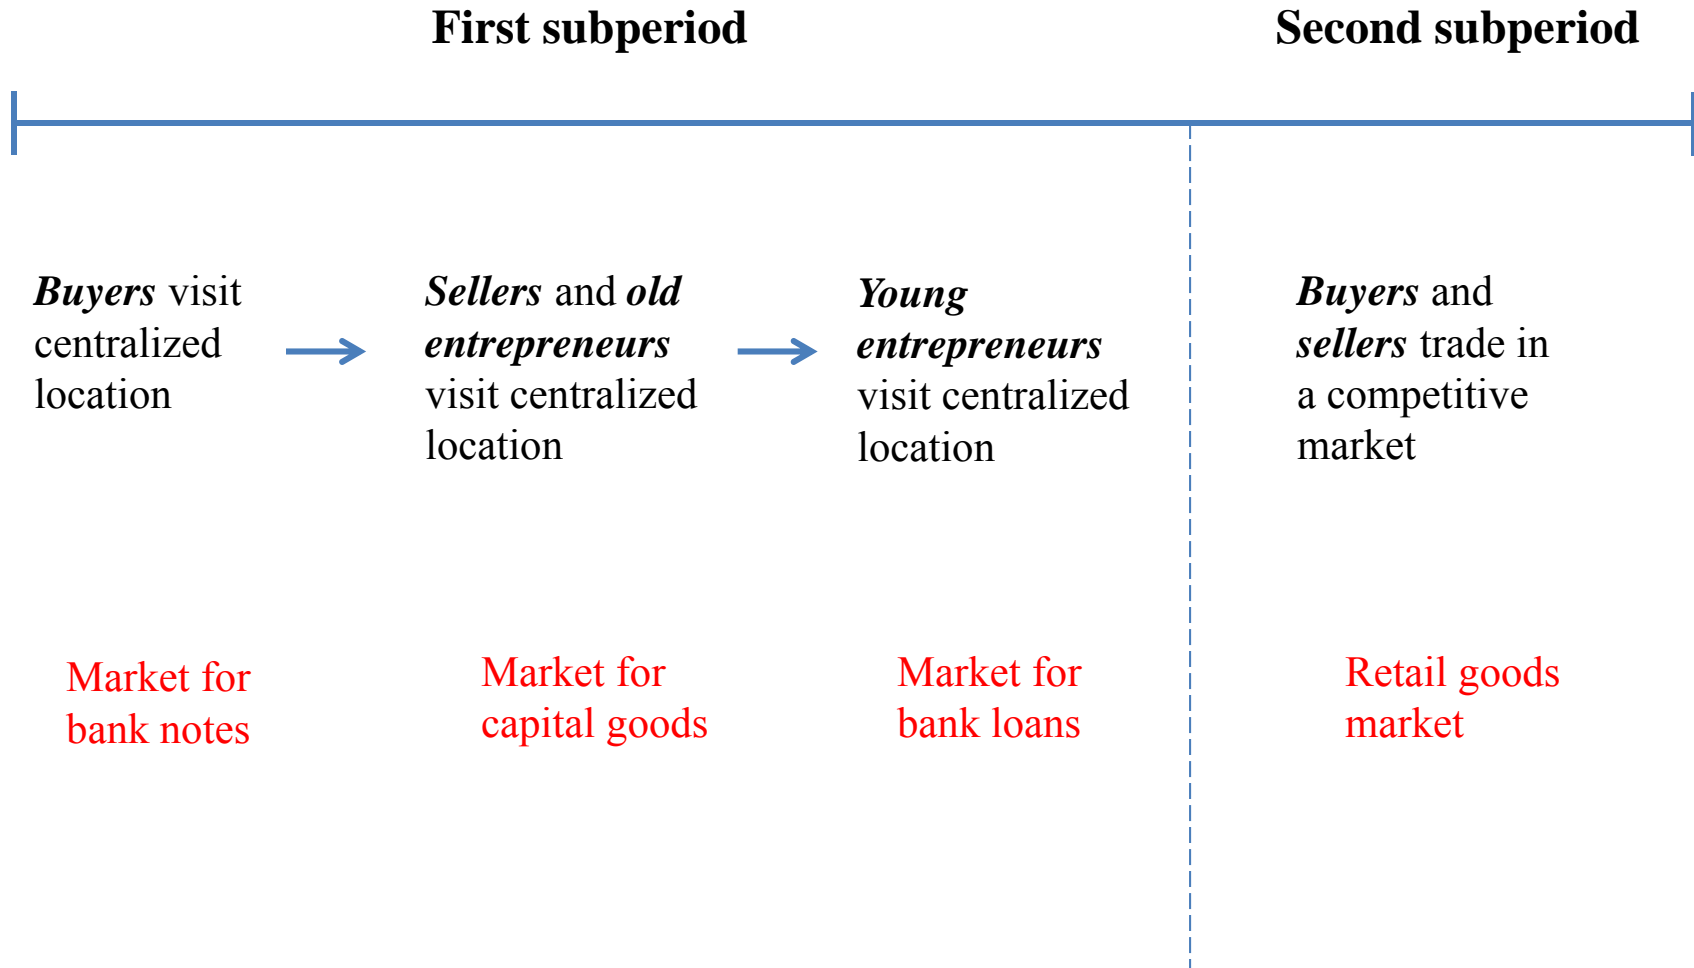 First subperiod
Second subperiod
Buyers visit
centralized
location
Sellers and old
entrepreneurs
visit centralized
location
Young
entrepreneurs
visit centralized
location
Buyers and
sellers trade in
a competitive
market
Market for
bank notes
Market for
capital goods
Market for
bank loans
Retail goods
market